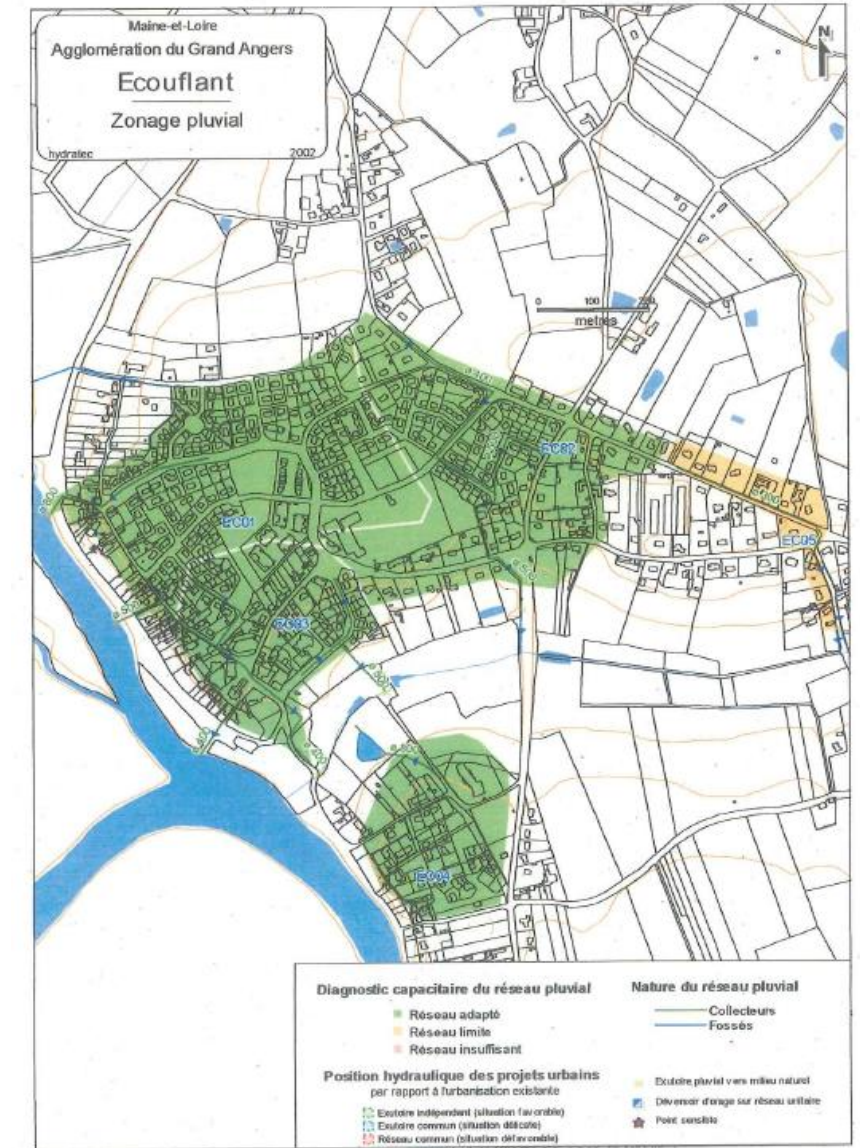 Maine-et-Loire
Agglomération du Grand Angers
Ecouflant
Zonage pluvial
hydratec 2002
N
0 100
metres
EC02
EC01
EC05
EC03
EC04
Diagnostic capacitaire du réseau pluvial
Réseau adapté
Réseau limite
Réseau insuffisant
Position hydraulique des projets urbains
par rapport à l'urbanisation existante
Exutoire indépendant (situation favorable)
Exutoire commun (situation délicate)
Réseau commun (situation défavorable)
Nature du réseau pluvial
Collecteurs
Fossés
Exutoire pluvial vers milieu naturel
Déversoir d'orage sur réseau unitaire
Point sensible